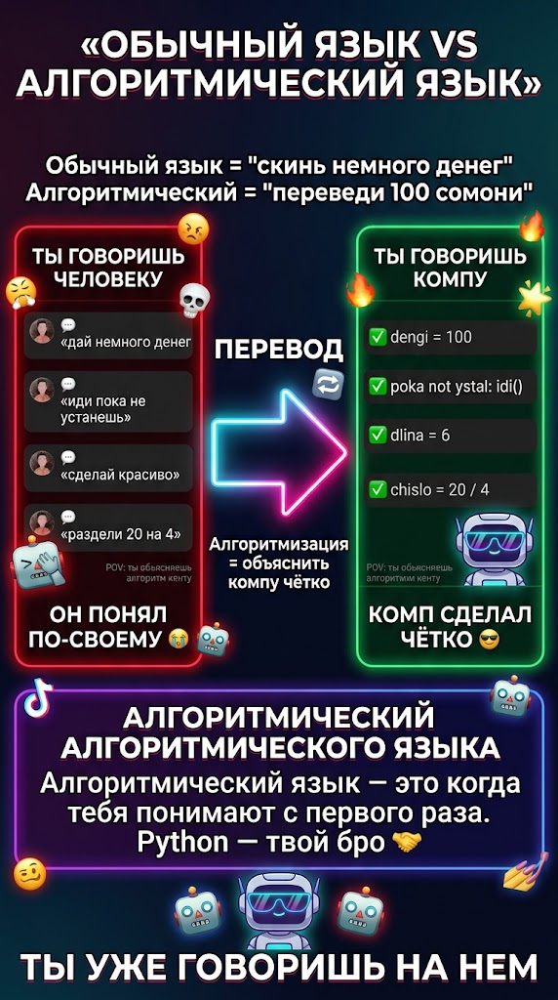 «ОБЫЧНЫЙ ЯЗЫК VS
АЛГОРИТМИЧЕСКИЙ ЯЗЫК»
Обычный язык = "скинь немного денег"
Алгоритмический = "переведи 100 сомони"
ТЫ ГОВОРИШЬ
ЧЕЛОВЕКУ
«дай немного денег
«иди пока не
устанешь»
«сделай красиво»
«раздели 20 на 4»
POV: ты объясняешь
алгоритм кенту
ОН ПОНЯЛ
ПО-СВОЕМУ 😭
ПЕРЕВОД
Алгоритмизация
= объяснить
компу чётко
ТЫ ГОВОРИШЬ
КОМПУ
✅ dengi = 100
✅ poka not ystal: idi()
✅ dlina = 6
✅ chislo = 20 / 4
POV: ты объясняешь
алгоритмим кенту
КОМП СДЕЛАЛ
ЧЁТКО 😎
АЛГОРИТМИЧЕСКИЙ
АЛГОРИТМИЧЕСКОГО ЯЗЫКА
Алгоритмический язык — это когда
тебя понимают с первого раза.
Python — твой бро 🤝
ТЫ УЖЕ ГОВОРИШЬ НА НЕМ